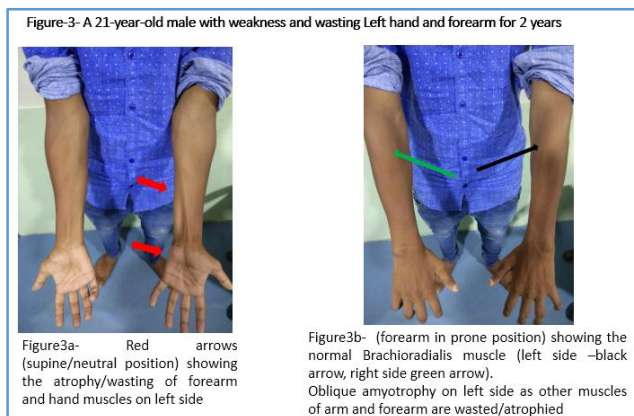 Figure-3- A 21-year-old male with weakness and wasting Left hand and forearm for 2 years
Figure3a- Red arrows
(supine/neutral position) showing
the atrophy/wasting of forearm
and hand muscles on left side
Figure3b- (forearm in prone position) showing the
normal Brachioradialis muscle (left side –black
arrow, right side green arrow).
Oblique amyotrophy on left side as other muscles
of arm and forearm are wasted/atrophied